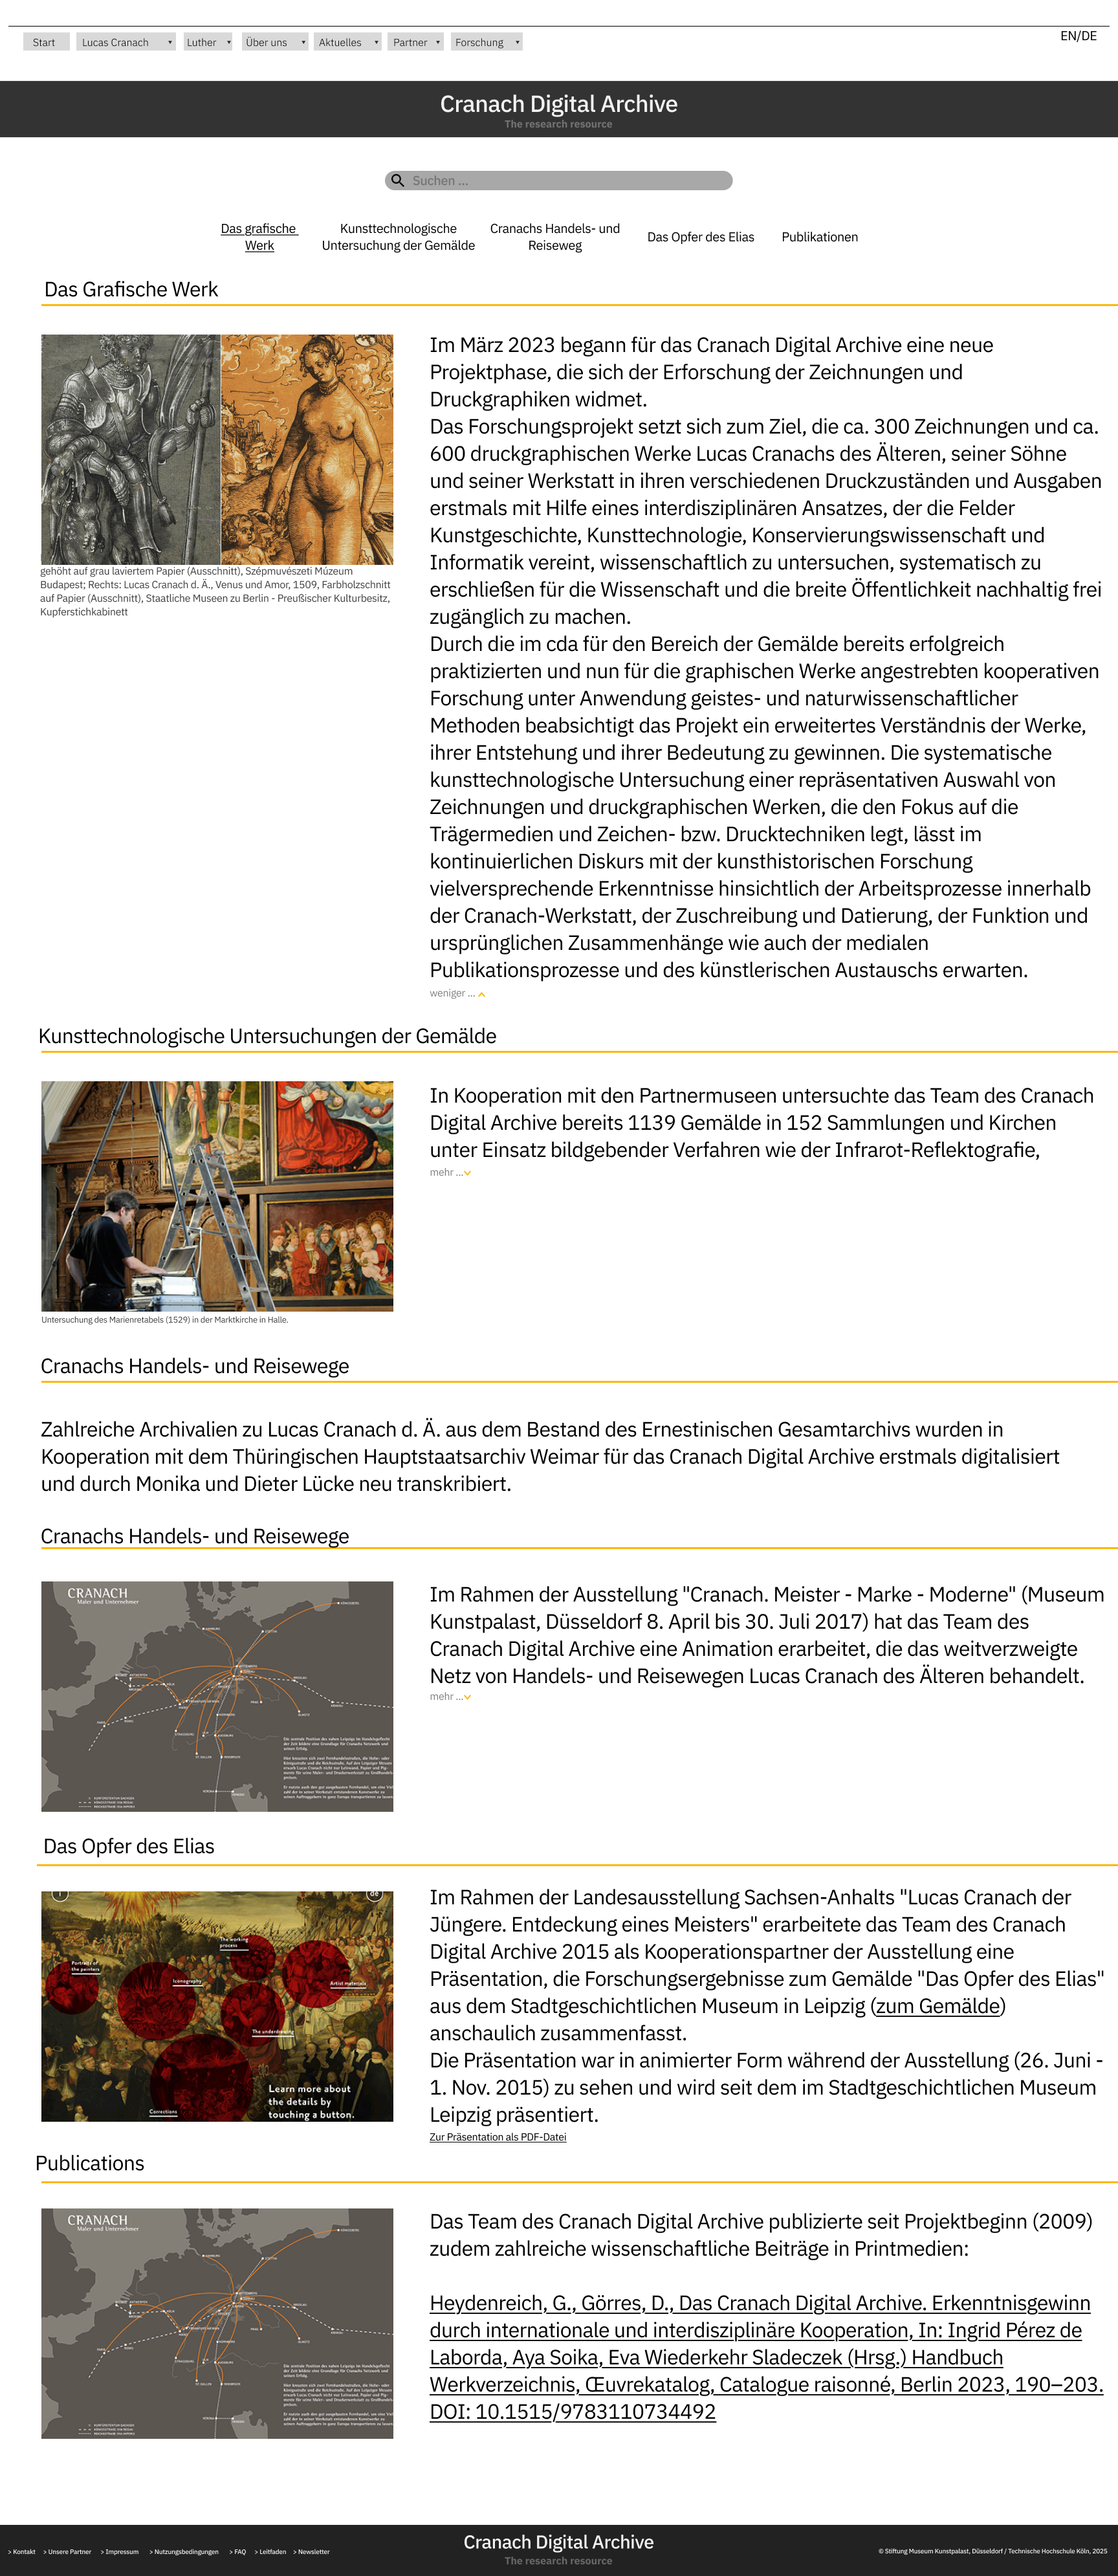 Start
Lucas Cranach
Luther
Über uns
Aktuelles
Partner
Forschung
EN/DE
Cranach Digital Archive
The research resource
Suchen ...
Das grafische
Werk
Kunsttechnologische
Untersuchung der Gemälde
Cranachs Handels- und
Reiseweg
Das Opfer des Elias
Publikationen
Das Grafische Werk
gehöht auf grau laviertem Papier (Ausschnitt), Szépmuvészeti Múzeum
Budapest; Rechts: Lucas Cranach d. Ä., Venus und Amor, 1509, Farbholzschnitt
auf Papier (Ausschnitt), Staatliche Museen zu Berlin - Preußischer Kulturbesitz,
Kupferstichkabinett
Im März 2023 begann für das Cranach Digital Archive eine neue
Projektphase, die sich der Erforschung der Zeichnungen und
Druckgraphiken widmet.
Das Forschungsprojekt setzt sich zum Ziel, die ca. 300 Zeichnungen und ca.
600 druckgraphischen Werke Lucas Cranachs des Älteren, seiner Söhne
und seiner Werkstatt in ihren verschiedenen Druckzuständen und Ausgaben
erstmals mit Hilfe eines interdisziplinären Ansatzes, der die Felder
Kunstgeschichte, Kunsttechnologie, Konservierungswissenschaft und
Informatik vereint, wissenschaftlich zu untersuchen, systematisch zu
erschließen für die Wissenschaft und die breite Öffentlichkeit nachhaltig frei
zugänglich zu machen.
Durch die im cda für den Bereich der Gemälde bereits erfolgreich
praktizierten und nun für die graphischen Werke angestrebten kooperativen
Forschung unter Anwendung geistes- und naturwissenschaftlicher
Methoden beabsichtigt das Projekt ein erweitertes Verständnis der Werke,
ihrer Entstehung und ihrer Bedeutung zu gewinnen. Die systematische
kunsttechnologische Untersuchung einer repräsentativen Auswahl von
Zeichnungen und druckgraphischen Werken, die den Fokus auf die
Trägermedien und Zeichen- bzw. Drucktechniken legt, lässt im
kontinuierlichen Diskurs mit der kunsthistorischen Forschung
vielversprechende Erkenntnisse hinsichtlich der Arbeitsprozesse innerhalb
der Cranach-Werkstatt, der Zuschreibung und Datierung, der Funktion und
ursprünglichen Zusammenhänge wie auch der medialen
Publikationsprozesse und des künstlerischen Austauschs erwarten.
weniger ...
Kunsttechnologische Untersuchungen der Gemälde
In Kooperation mit den Partnermuseen untersuchte das Team des Cranach
Digital Archive bereits 1139 Gemälde in 152 Sammlungen und Kirchen
unter Einsatz bildgebender Verfahren wie der Infrarot-Reflektografie,
mehr ...
Untersuchung des Marienretabels (1529) in der Marktkirche in Halle.
Cranachs Handels- und Reisewege
Zahlreiche Archivalien zu Lucas Cranach d. Ä. aus dem Bestand des Ernestinischen Gesamtarchivs wurden in
Kooperation mit dem Thüringischen Hauptstaatsarchiv Weimar für das Cranach Digital Archive erstmals digitalisiert
und durch Monika und Dieter Lücke neu transkribiert.
Cranachs Handels- und Reisewege
CRANACH
Maler und Unternehmer
Im Rahmen der Ausstellung "Cranach. Meister - Marke - Moderne" (Museum
Kunstpalast, Düsseldorf 8. April bis 30. Juli 2017) hat das Team des
Cranach Digital Archive eine Animation erarbeitet, die das weitverzweigte
Netz von Handels- und Reisewegen Lucas Cranach des Älteren behandelt.
mehr ...
Das Opfer des Elias
i
de
The working
process
Portraits of
the painters
Iconography
Artist materials
The underdrawing
Corrections
Learn more about
the details by
touching a button.
Im Rahmen der Landesausstellung Sachsen-Anhalts "Lucas Cranach der
Jüngere. Entdeckung eines Meisters" erarbeitete das Team des Cranach
Digital Archive 2015 als Kooperationspartner der Ausstellung eine
Präsentation, die Forschungsergebnisse zum Gemälde "Das Opfer des Elias"
aus dem Stadtgeschichtlichen Museum in Leipzig (zum Gemälde)
anschaulich zusammenfasst.
Die Präsentation war in animierter Form während der Ausstellung (26. Juni -
1. Nov. 2015) zu sehen und wird seit dem im Stadtgeschichtlichen Museum
Leipzig präsentiert.
Zur Präsentation als PDF-Datei
Publications
CRANACH
Maler und Unternehmer
Das Team des Cranach Digital Archive publizierte seit Projektbeginn (2009)
zudem zahlreiche wissenschaftliche Beiträge in Printmedien:
Heydenreich, G., Görres, D., Das Cranach Digital Archive. Erkenntnisgewinn
durch internationale und interdisziplinäre Kooperation, In: Ingrid Pérez de
Laborda, Aya Soika, Eva Wiederkehr Sladeczek (Hrsg.) Handbuch
Werkverzeichnis, Œuvrekatalog, Catalogue raisonné, Berlin 2023, 190–203.
DOI: 10.1515/9783110734492
> Kontakt > Unsere Partner > Impressum > Nutzungsbedingungen > FAQ > Leitfaden > Newsletter
Cranach Digital Archive
The research resource
© Stiftung Museum Kunstpalast, Düsseldorf / Technische Hochschule Köln, 2025